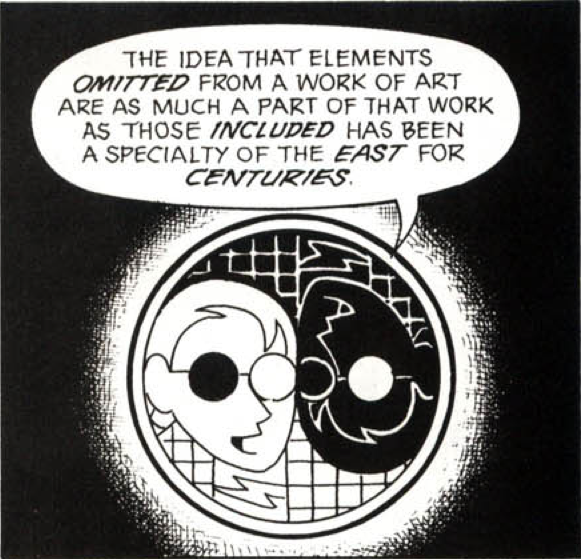 THE IDEA THAT ELEMENTS
OMITTED FROM A WORK OF ART
ARE AS MUCH A PART OF THAT WORK
AS THOSE INCLUDED HAS BEEN
A SPECIALTY OF THE EAST FOR
CENTURIES.